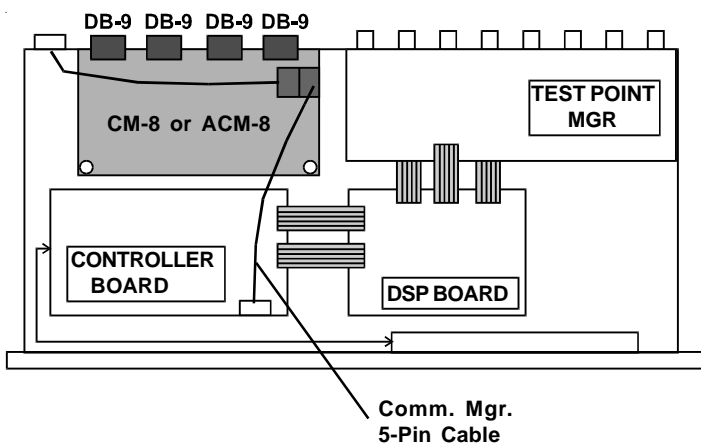 DB-9 DB-9 DB-9 DB-9
CM-8 or ACM-8
TEST POINT
MGR
CONTROLLER
BOARD
DSP BOARD
Comm. Mgr.
5-Pin Cable